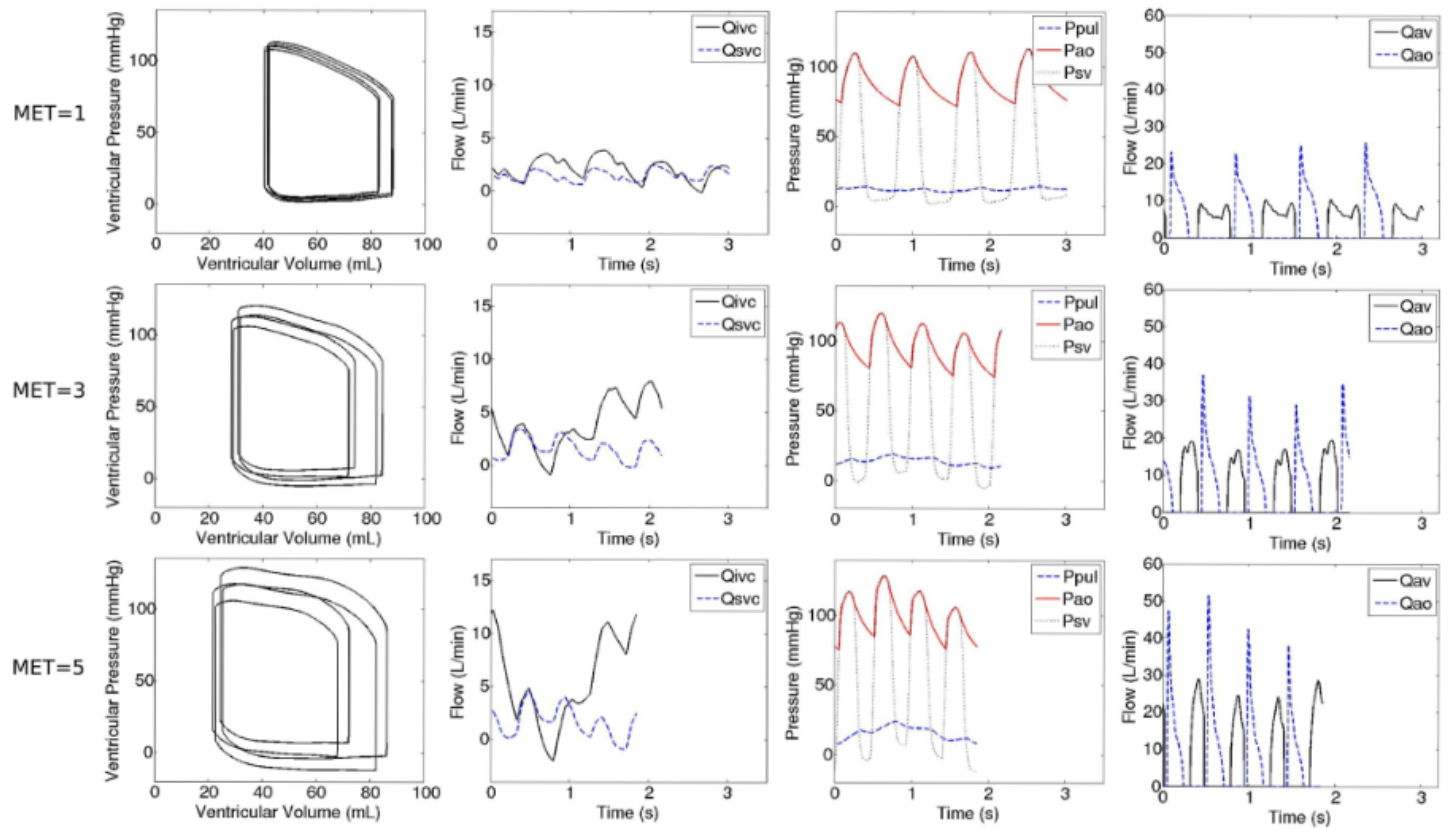 MET=1
Ventricular Pressure (mmHg)
100
50
0
0 20 40 60 80 100
Ventricular Volume (mL)
Flow (L/min)
15
10
5
0
0 1 2 3
Time (s)
Qivc
Qsvc
Pressure (mmHg)
100
50
0
0 1 2 3
Time (s)
Ppul
Pao
Psv
Flow (L/min)
60
50
40
30
20
10
0
0 1 2 3
Time (s)
Qav
Qao
MET=3
Ventricular Pressure (mmHg)
100
50
0
0 20 40 60 80 100
Ventricular Volume (mL)
Flow (L/min)
15
10
5
0
0 1 2 3
Time (s)
Qivc
Qsvc
Pressure (mmHg)
100
50
0
0 1 2 3
Time (s)
Ppul
Pao
Psv
Flow (L/min)
60
50
40
30
20
10
0
0 1 2 3
Time (s)
Qav
Qao
MET=5
Ventricular Pressure (mmHg)
100
50
0
0 20 40 60 80 100
Ventricular Volume (mL)
Flow (L/min)
15
10
5
0
0 1 2 3
Time (s)
Qivc
Qsvc
Pressure (mmHg)
100
50
0
0 1 2 3
Time (s)
Ppul
Pao
Psv
Flow (L/min)
60
50
40
30
20
10
0
0 1 2 3
Time (s)
Qav
Qao